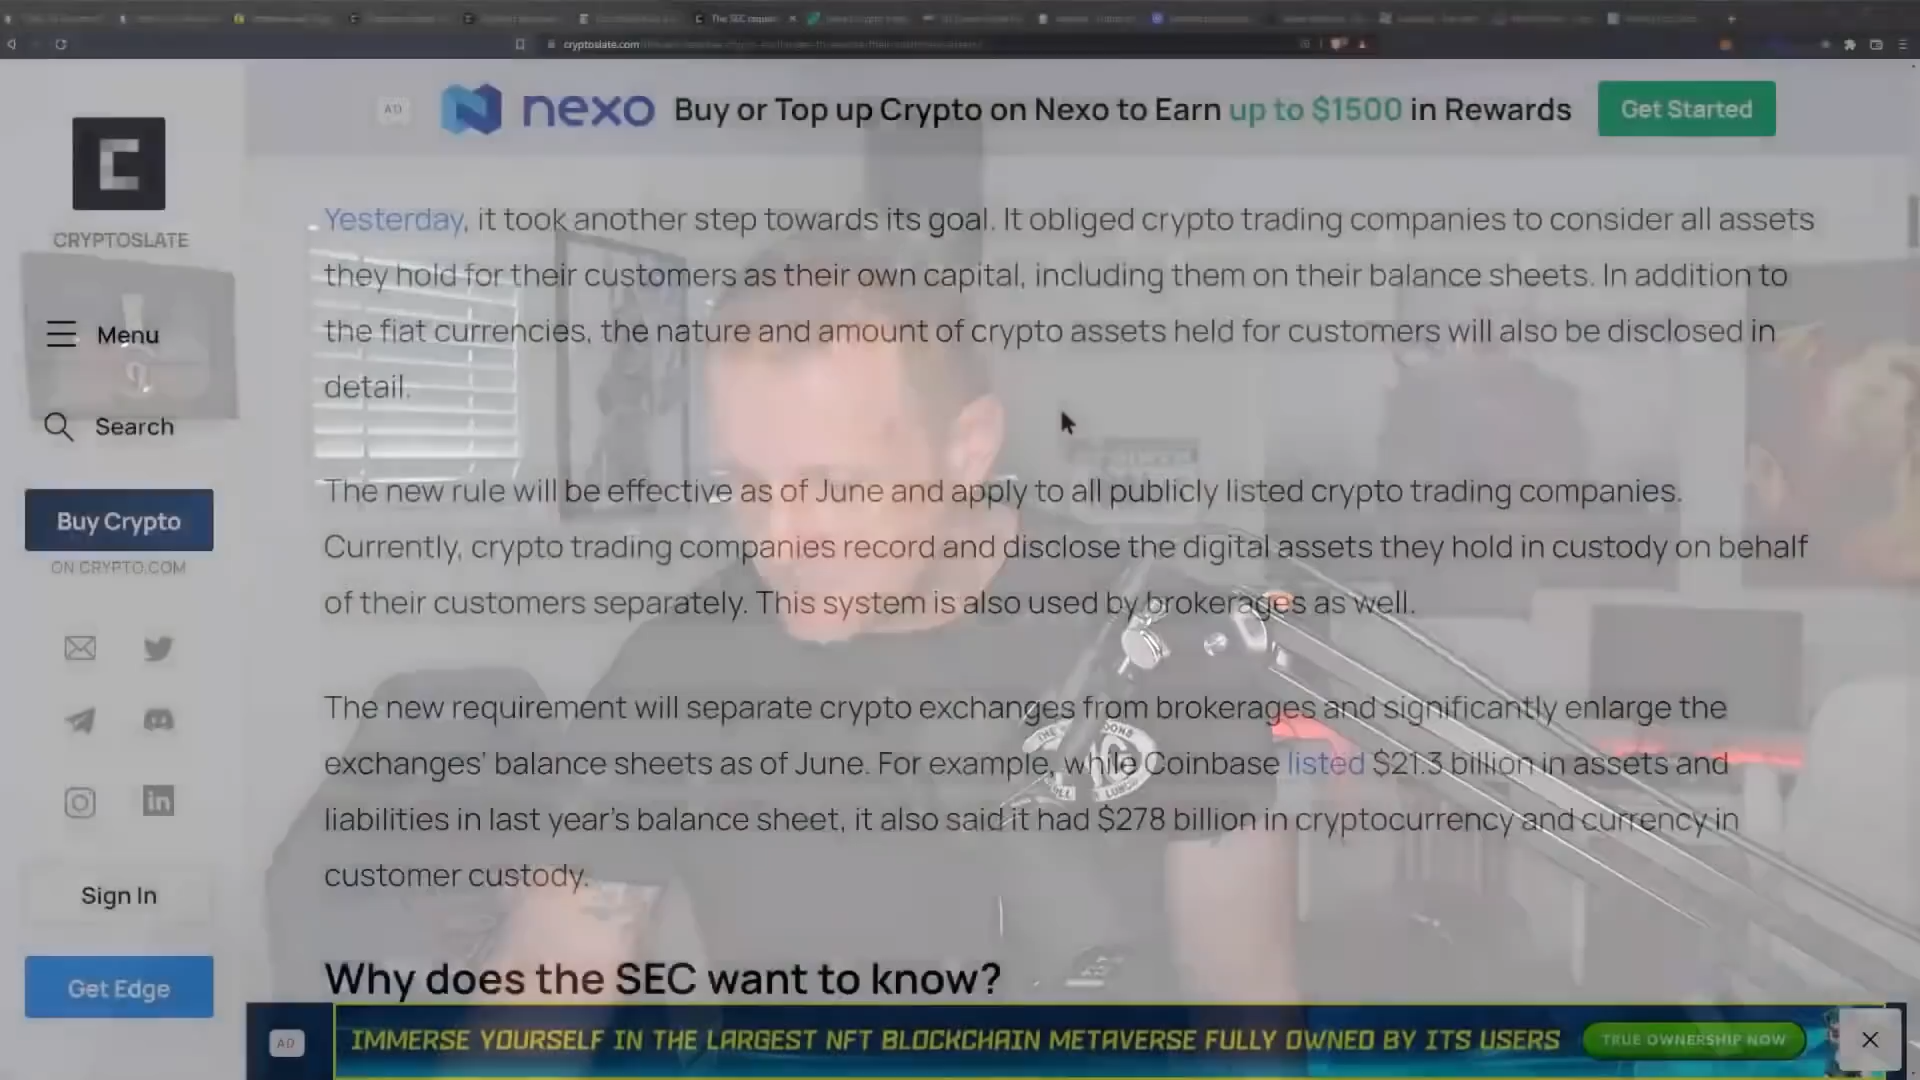 The SEC requi
cryptoslate.com
AD
nexo
Buy or Top up Crypto on Nexo to Earn up to $1500 in Rewards
Get Started
CRYPTOSLATE
Menu
Search
Buy Crypto
ON CRYPTO.COM
Sign In
Get Edge
Yesterday, it took another step towards its goal. It obliged crypto trading companies to consider all assets
they hold for their customers as their own capital, including them on their balance sheets. In addition to
the fiat currencies, the nature and amount of crypto assets held for customers will also be disclosed in
detail.
The new rule will be effective as of June and apply to all publicly listed crypto trading companies.
Currently, crypto trading companies record and disclose the digital assets they hold in custody on behalf
of their customers separately. This system is also used by brokerages as well.
The new requirement will separate crypto exchanges from brokerages and significantly enlarge the
exchanges' balance sheets as of June. For example, while Coinbase listed $21.3 billion in assets and
liabilities in last year's balance sheet, it also said it had $278 billion in cryptocurrency and currency in
customer custody.
Why does the SEC want to know?
AD
IMMERSE YOURSELF IN THE LARGEST NFT BLOCKCHAIN METAVERSE FULLY OWNED BY ITS USERS
TRUE OWNERSHIP NOW